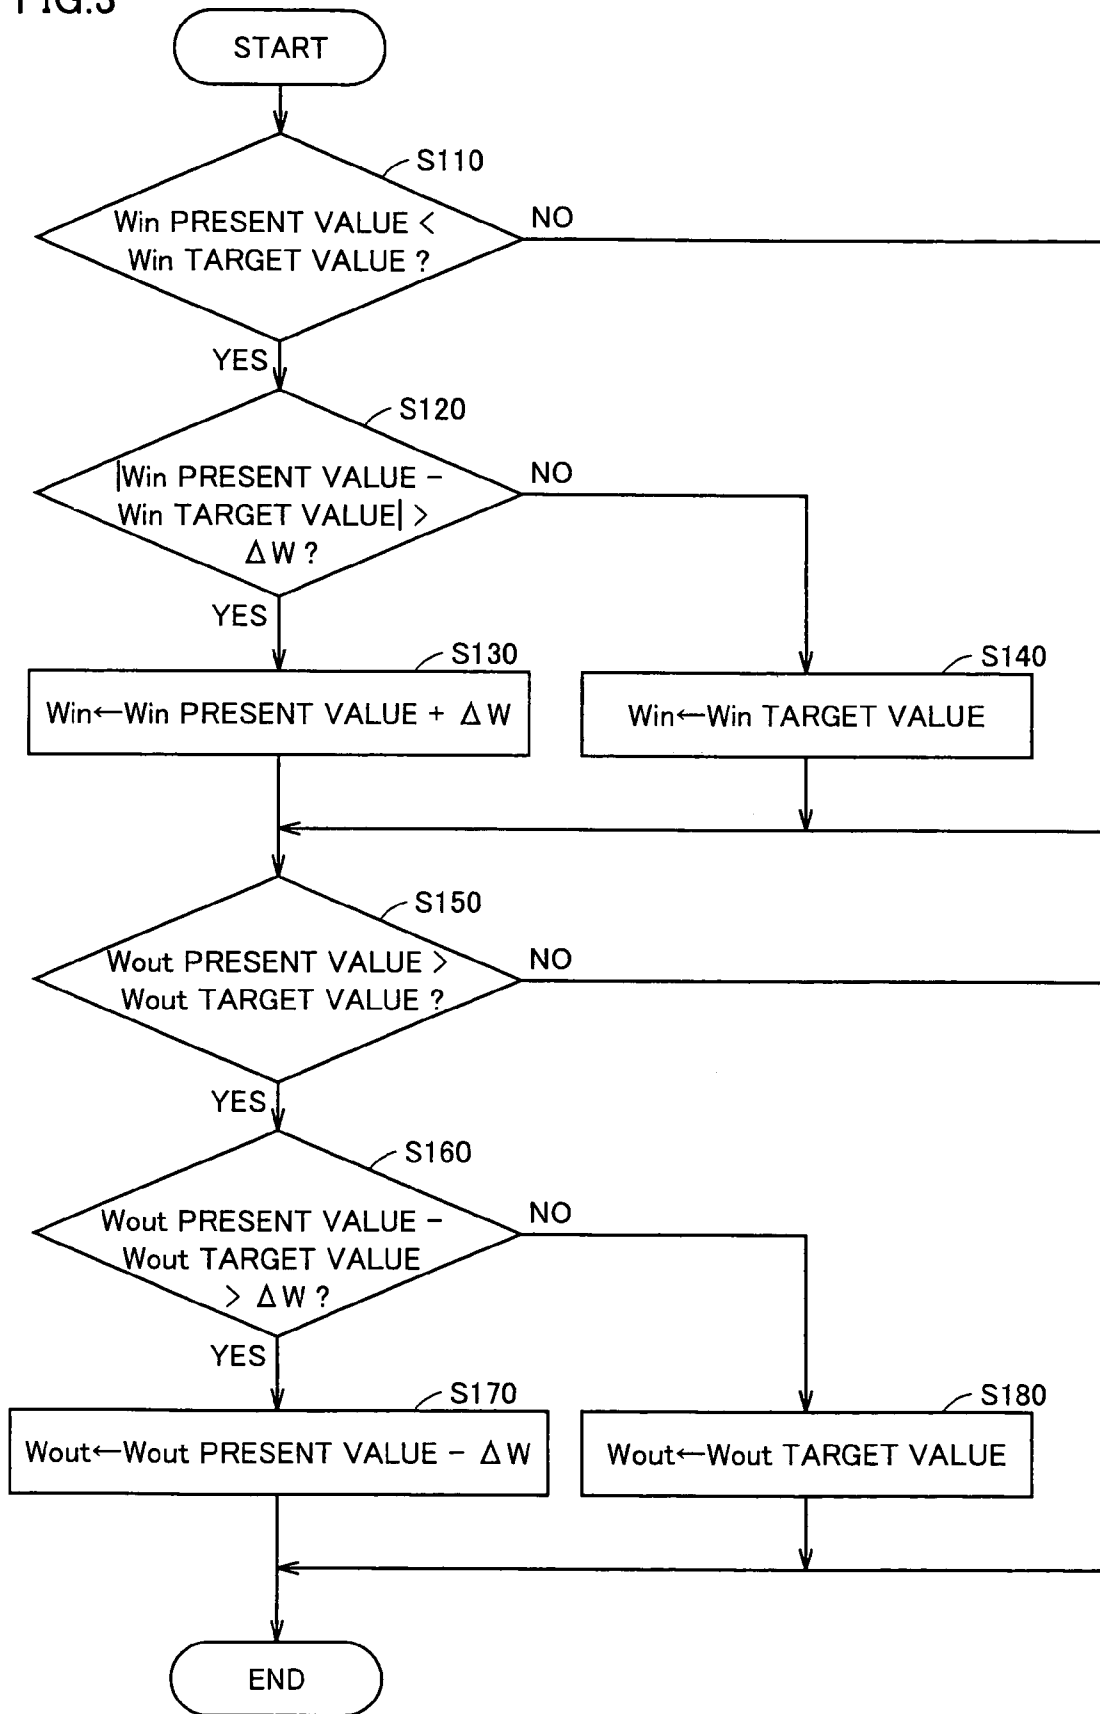 FIG.3
START
S110
Win PRESENT VALUE <
Win TARGET VALUE ?
NO
YES
S120
|Win PRESENT VALUE −
Win TARGET VALUE| >
ΔW ?
NO
YES
S130
Win←Win PRESENT VALUE + ΔW
S140
Win←Win TARGET VALUE
S150
Wout PRESENT VALUE >
Wout TARGET VALUE ?
NO
YES
S160
Wout PRESENT VALUE −
Wout TARGET VALUE
> ΔW ?
NO
YES
S170
Wout←Wout PRESENT VALUE − ΔW
S180
Wout←Wout TARGET VALUE
END